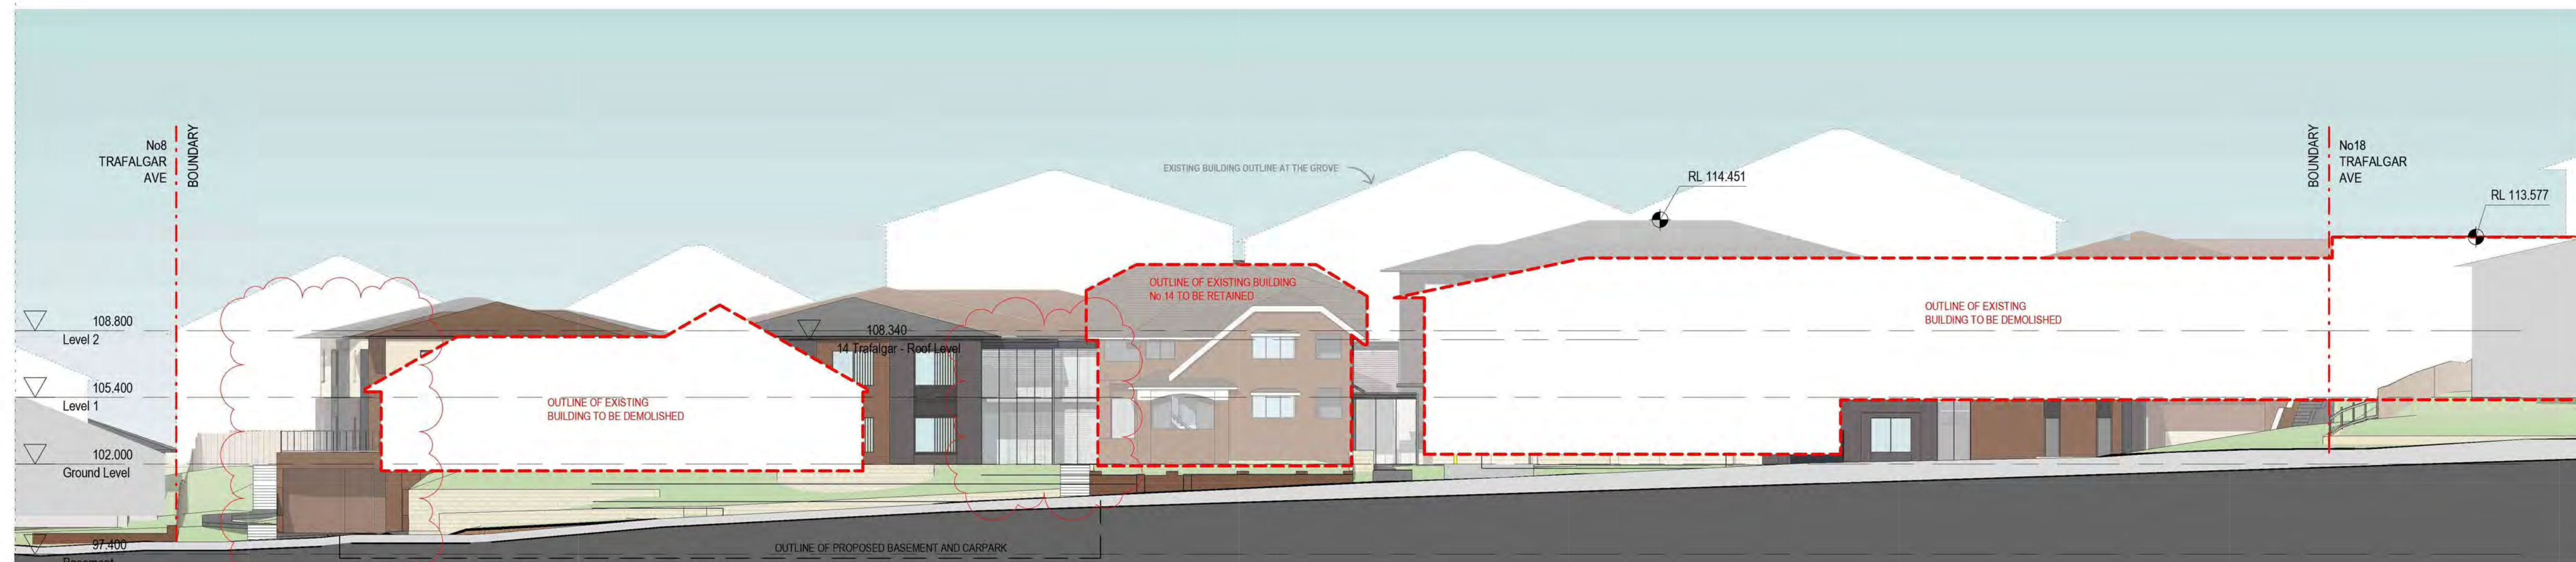 No8
TRAFALGAR
AVE
BOUNDARY
EXISTING BUILDING OUTLINE AT THE GROVE
RL 114.451
BOUNDARY
No18
TRAFALGAR
AVE
RL 113.577
OUTLINE OF EXISTING BUILDING
No 14 TO BE RETAINED
OUTLINE OF EXISTING
BUILDING TO BE DEMOLISHED
108.800
Level 2
108.340
14 Trafalgar - Roof Level
105.400
Level 1
OUTLINE OF EXISTING
BUILDING TO BE DEMOLISHED
102.000
Ground Level
97.400
Basement
OUTLINE OF PROPOSED BASEMENT AND CARPARK